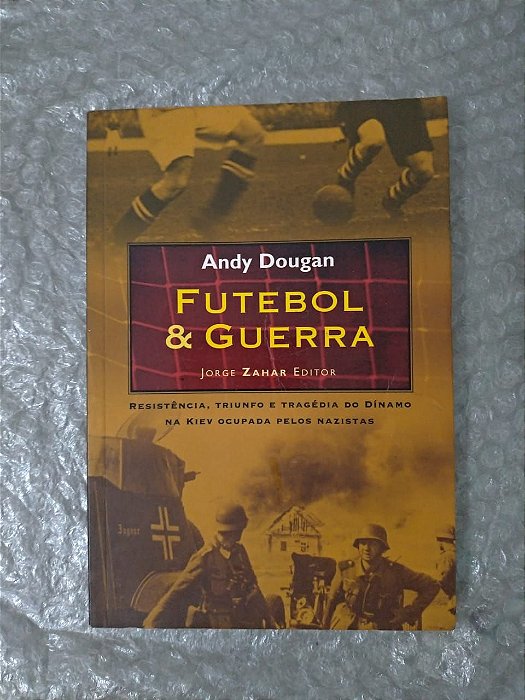 Andy Dougan
FUTEBOL
& GUERRA
JORGE ZAHAR EDITOR
RESISTÊNCIA, TRIUNFO E TRAGÉDIA DO DÍNAMO
NA KIEV OCUPADA PELOS NAZISTAS